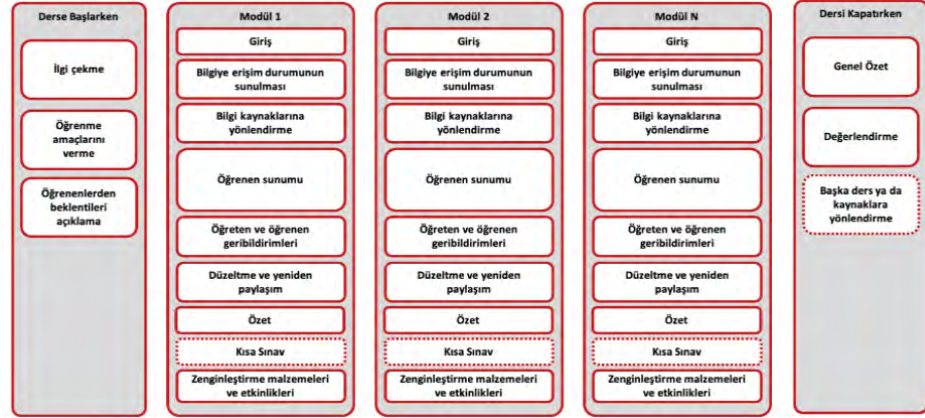 Derse Başlarken
İlgi çekme
Öğrenme
amaçlarını
verme
Öğrenenlerden
beklentileri
açıklama
Modül 1
Giriş
Bilgiye erişim durumunun
sunulması
Bilgi kaynaklarına
yönlendirme
Öğrenen sunumu
Öğreten ve öğrenen
geribildirimleri
Düzeltme ve yeniden
paylaşım
Özet
Kısa Sınav
Zenginleştirme malzemeleri
ve etkinlikleri
Modül 2
Giriş
Bilgiye erişim durumunun
sunulması
Bilgi kaynaklarına
yönlendirme
Öğrenen sunumu
Öğreten ve öğrenen
geribildirimleri
Düzeltme ve yeniden
paylaşım
Özet
Kısa Sınav
Zenginleştirme malzemeleri
ve etkinlikleri
Modül N
Giriş
Bilgiye erişim durumunun
sunulması
Bilgi kaynaklarına
yönlendirme
Öğrenen sunumu
Öğreten ve öğrenen
geribildirimleri
Düzeltme ve yeniden
paylaşım
Özet
Kısa Sınav
Zenginleştirme malzemeleri
ve etkinlikleri
Dersi Kapatırken
Genel Özet
Değerlendirme
Başka ders ya da
kaynaklara
yönlendirme